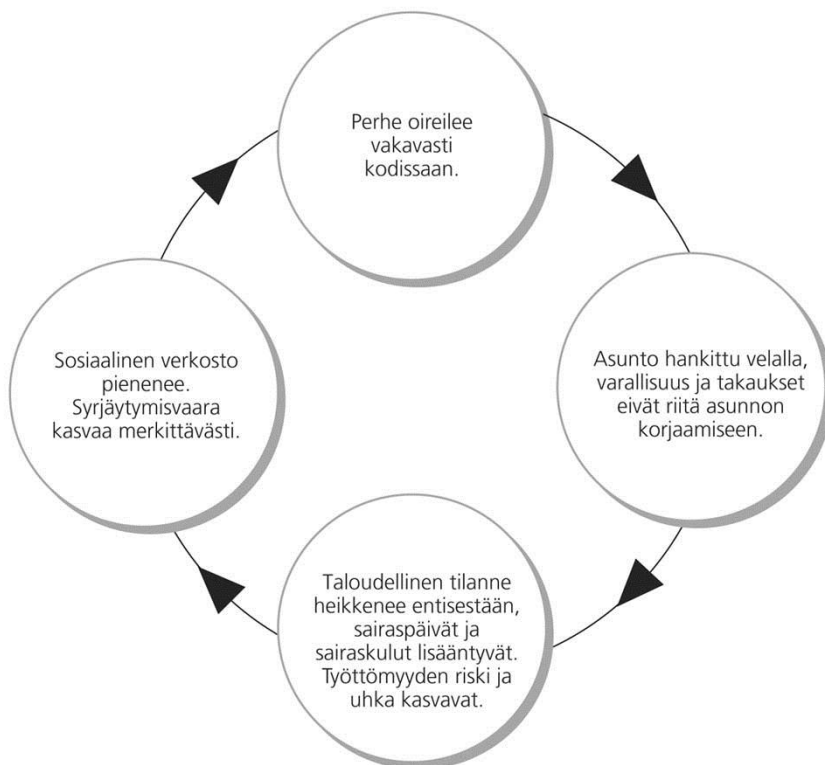 Perhe oireilee
vakavasti
kodissaan.
Asunto hankittu velalla,
varallisuus ja takaukset
eivät riitä asunnon
korjaamiseen.
Taloudellinen tilanne
heikkenee entisestään,
sairaspäivät ja
sairaskulut lisääntyvät.
Työttömyyden riski ja
uhka kasvavat.
Sosiaalinen verkosto
pienenee.
Syrjäytymisvaara
kasvaa merkittävästi.